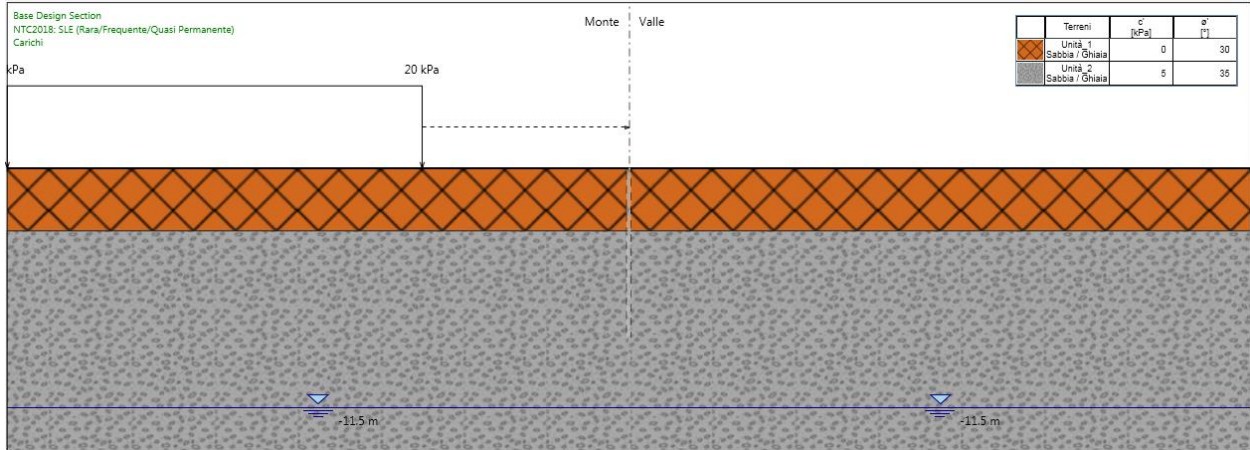 Base Design Section
NTC2018: SLE (Rara/Frequente/Quasi Permanente)
Carichi
kPa
20 kPa
Monte
Valle
Terreni c' [kPa] ø' [°]
Unità_1 Sabbia / Ghiaia 0 30
Unità_2 Sabbia / Ghiaia 5 35
-11.5 m
-11.5 m